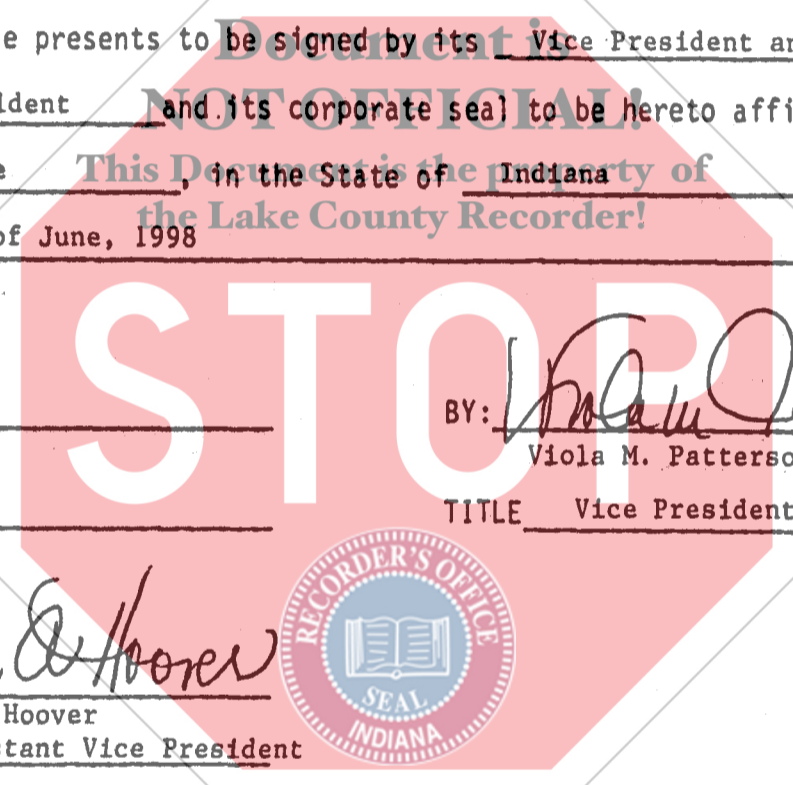 e presents to be signed by its Vice President an
Document is
ident and its corporate seal to be hereto affi
NOT OFFICIAL!
e , in the State of Indiana
This Document is the property of
the Lake County Recorder!
of June, 1998
STOP
BY: Viola M
Viola M. Patterso
TITLE Vice President
RECORDER'S OFFICE
SEAL
INDIANA
Hoover
Hoover
tant Vice President